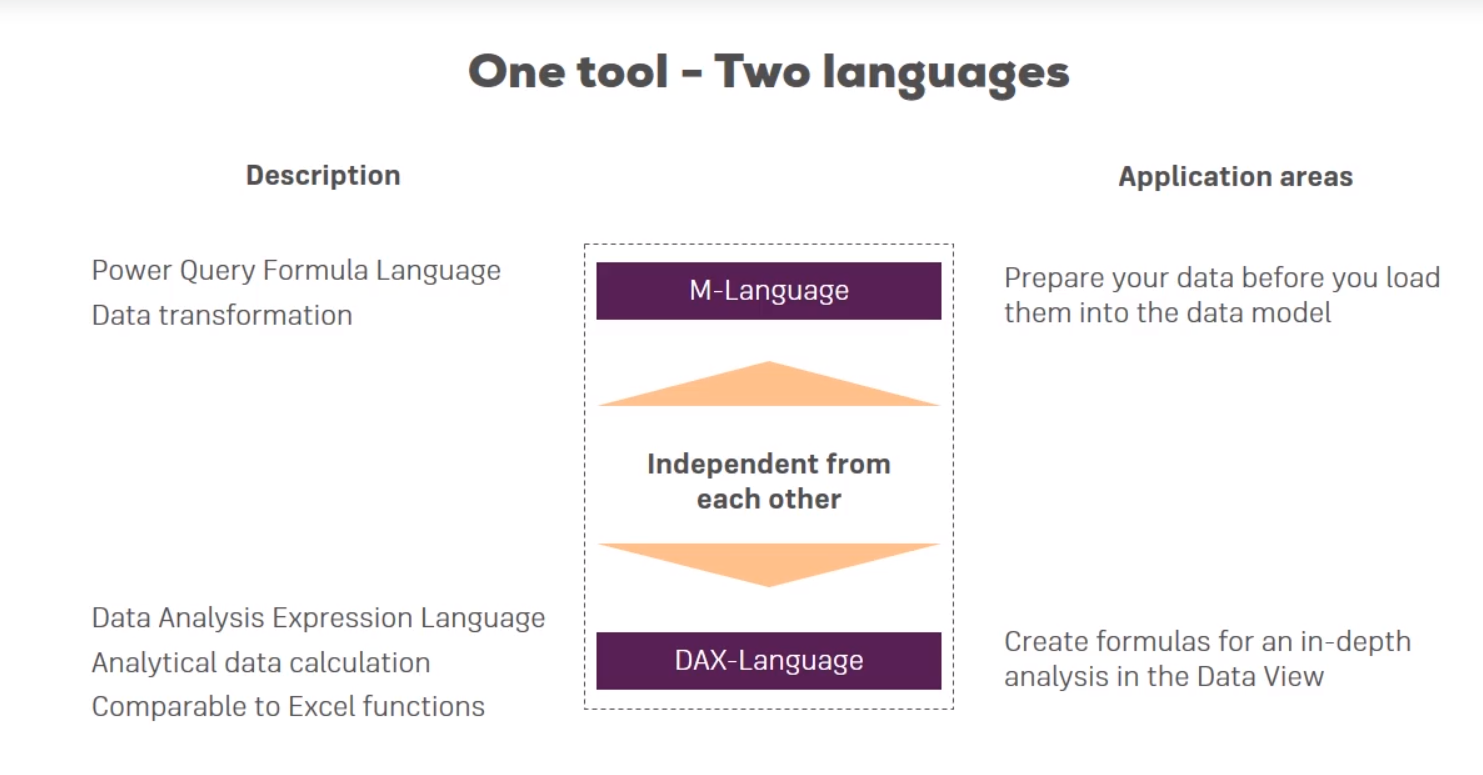 One tool - Two languages
Description
Application areas
Power Query Formula Language
Data transformation
M-Language
Prepare your data before you load
them into the data model
Independent from
each other
Data Analysis Expression Language
Analytical data calculation
Comparable to Excel functions
DAX-Language
Create formulas for an in-depth
analysis in the Data View